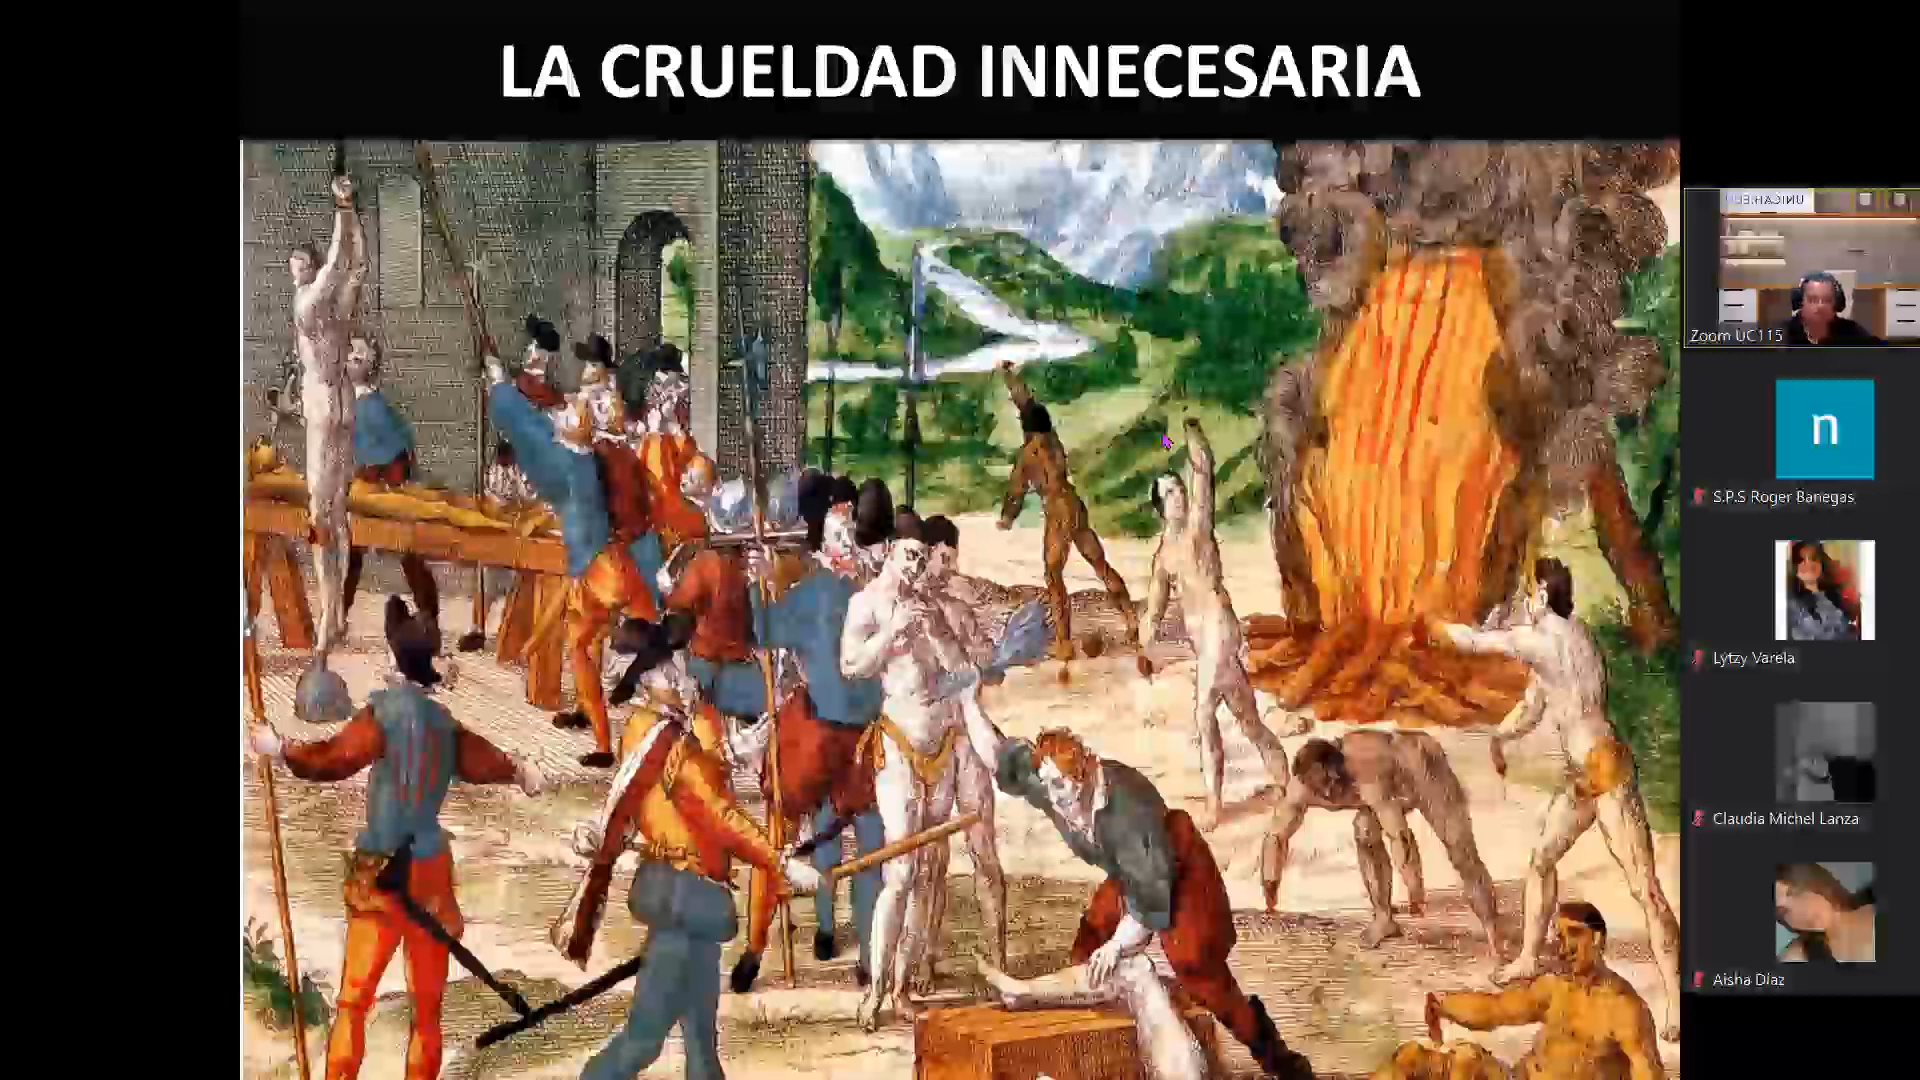 LA CRUELDAD INNECESARIA
Zoom UC115
n
S.P.S Roger Banegas
Lytzy Varela
Claudia Michel Lanza
Aisha Diaz